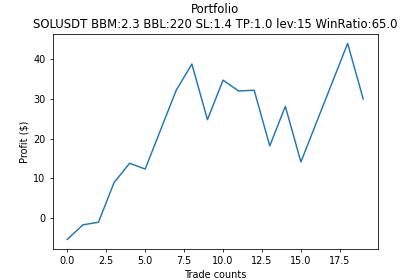 Portfolio
SOLUSDT BBM:2.3 BBL:220 SL:1.4 TP:1.0 lev:15 WinRatio:65.0
40
30
20
10
0
Profit ($)
0.0 2.5 5.0 7.5 10.0 12.5 15.0 17.5
Trade counts